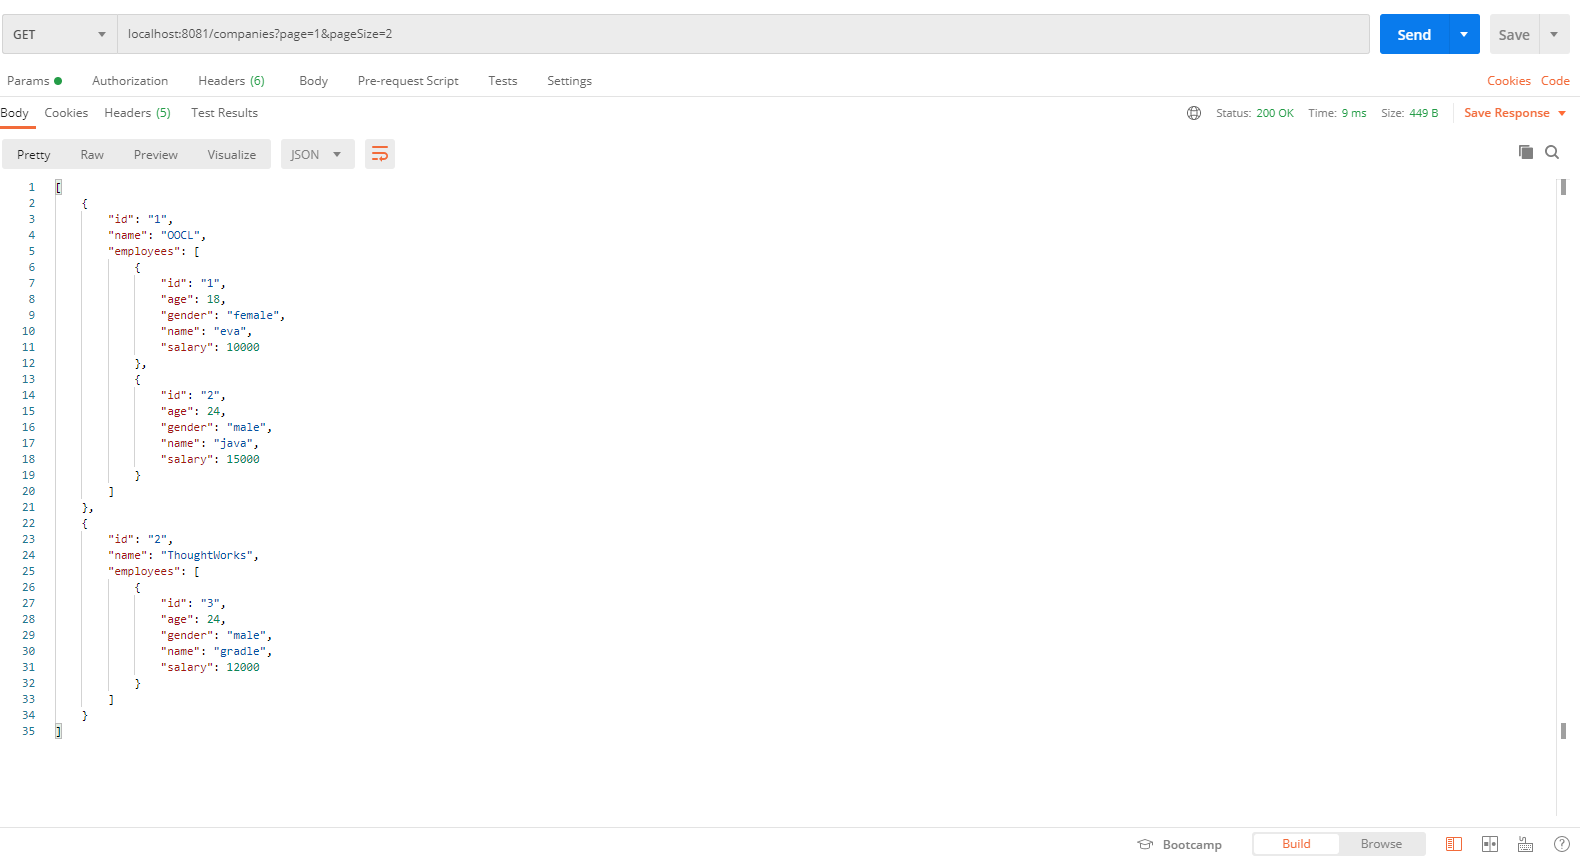 GET localhost:8081/companies?page=1&pageSize=2 Send Save
Params Authorization Headers (6) Body Pre-request Script Tests Settings Cookies Code
Body Cookies Headers (5) Test Results Status: 200 OK Time: 9 ms Size: 449 B Save Response
Pretty Raw Preview Visualize JSON
1 [
2 {
3 "id": "1",
4 "name": "OOCL",
5 "employees": [
6 {
7 "id": "1",
8 "age": 18,
9 "gender": "female",
10 "name": "eva",
11 "salary": 10000
12 },
13 {
14 "id": "2",
15 "age": 24,
16 "gender": "male",
17 "name": "java",
18 "salary": 15000
19 }
20 ]
21 },
22 {
23 "id": "2",
24 "name": "ThoughtWorks",
25 "employees": [
26 {
27 "id": "3",
28 "age": 24,
29 "gender": "male",
30 "name": "gradle",
31 "salary": 12000
32 }
33 ]
34 }
35 ]
Bootcamp Build Browse